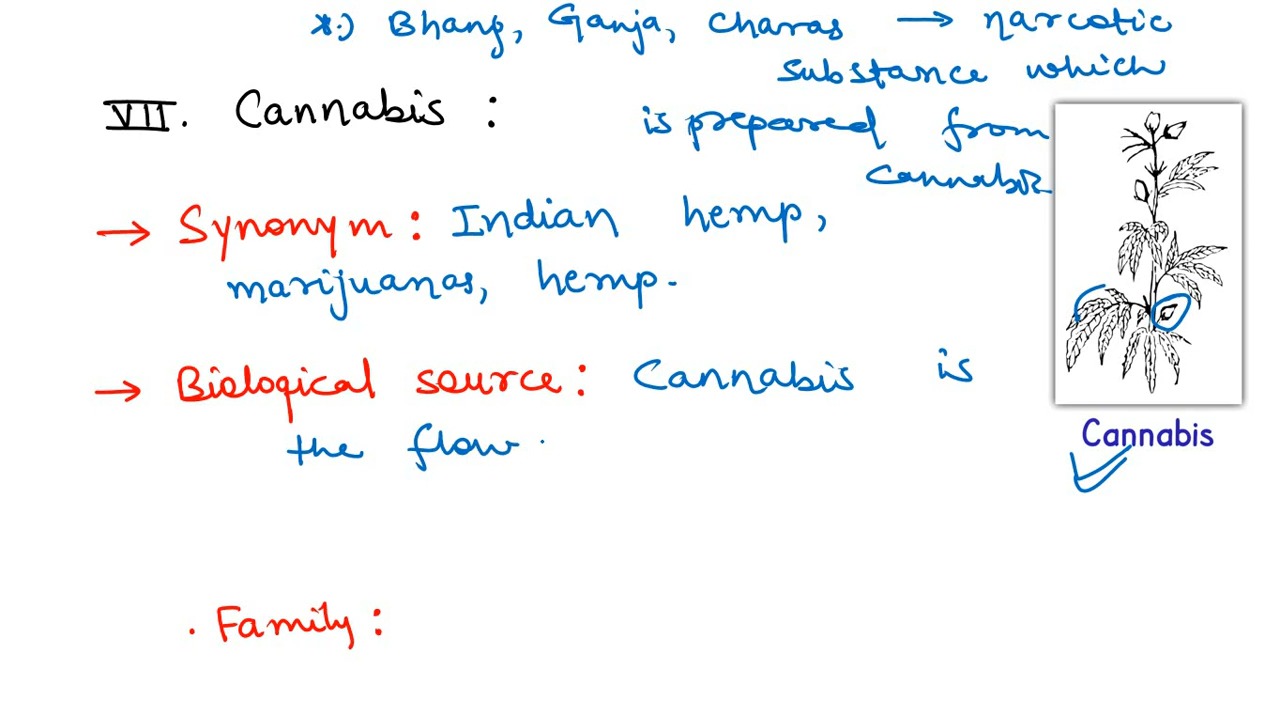 *.) Bhang, Ganja, Charas → narcotic
substance which
is prepared from
cannabis
VII. Cannabis :
→ Synonym : Indian hemp,
marijuanas, hemp.
→ Biological source : Cannabis is
the flow
. Family :
Cannabis